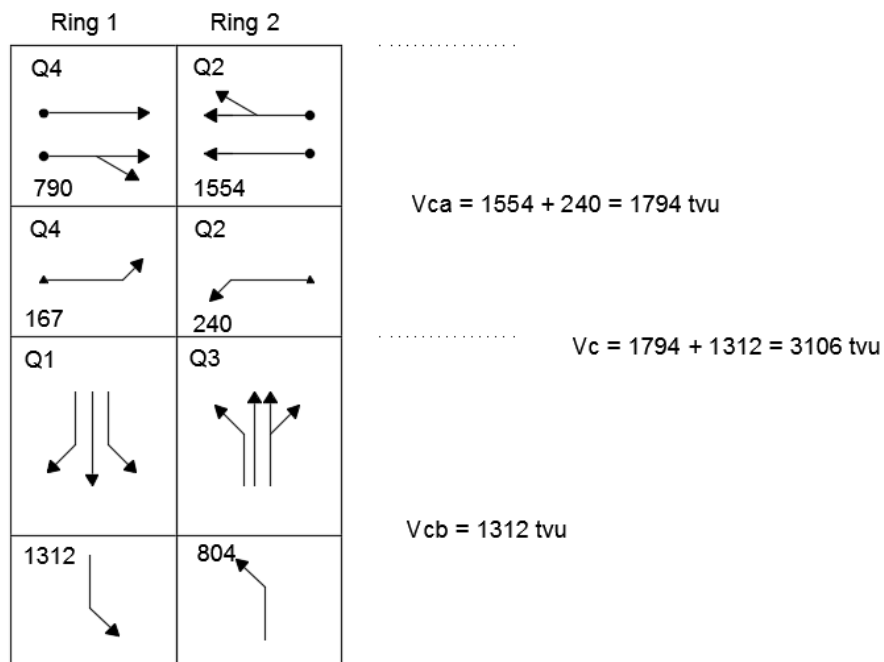 Ring 1 Ring 2
Q4 Q2
790 1554
Vca = 1554 + 240 = 1794 tvu
Q4 Q2
167 240
Vc = 1794 + 1312 = 3106 tvu
Q1 Q3
Vcb = 1312 tvu
1312 804